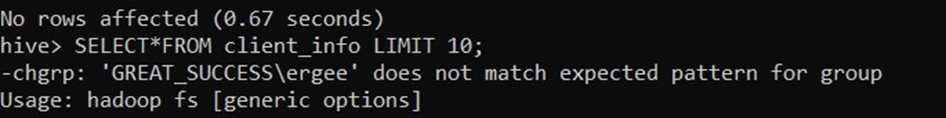 No rows affected (0.67 seconds)
hive> SELECT*FROM client_info LIMIT 10;
-chgrp: 'GREAT_SUCCESS\ergee' does not match expected pattern for group
Usage: hadoop fs [generic options]